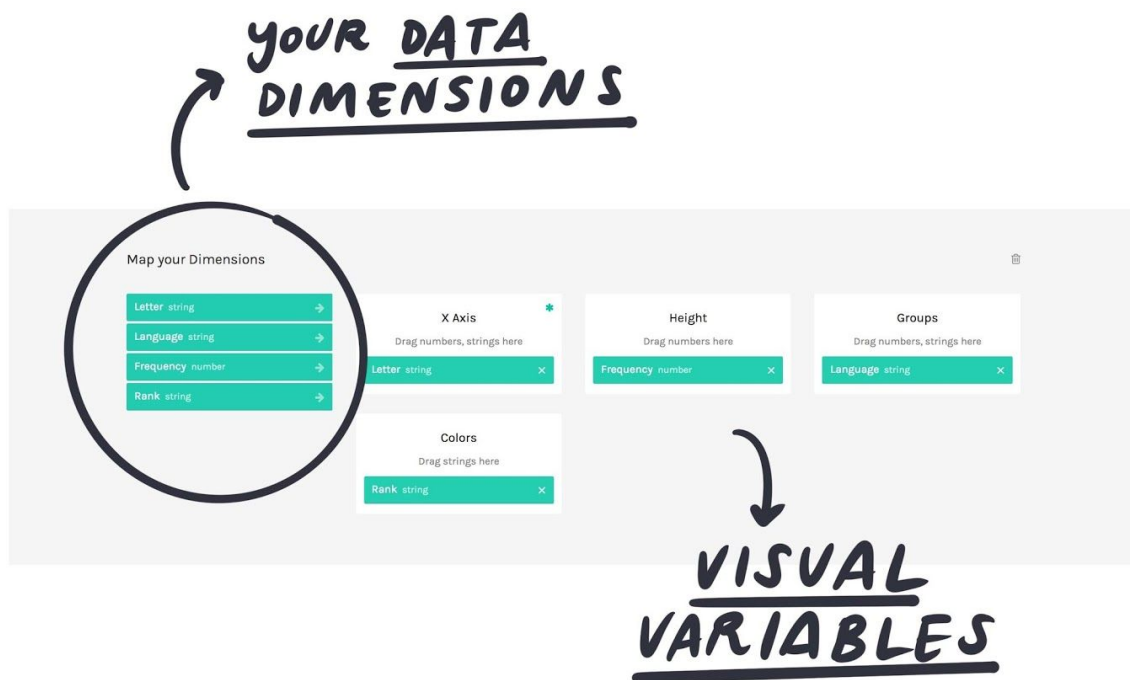 YOUR DATA
DIMENSIONS
Map your Dimensions
Letter string
Language string
Frequency number
Rank string
X Axis *
Drag numbers, strings here
Letter string
Height
Drag numbers here
Frequency number
Groups
Drag numbers, strings here
Language string
Colors
Drag strings here
Rank string
VISUAL
VARIABLES